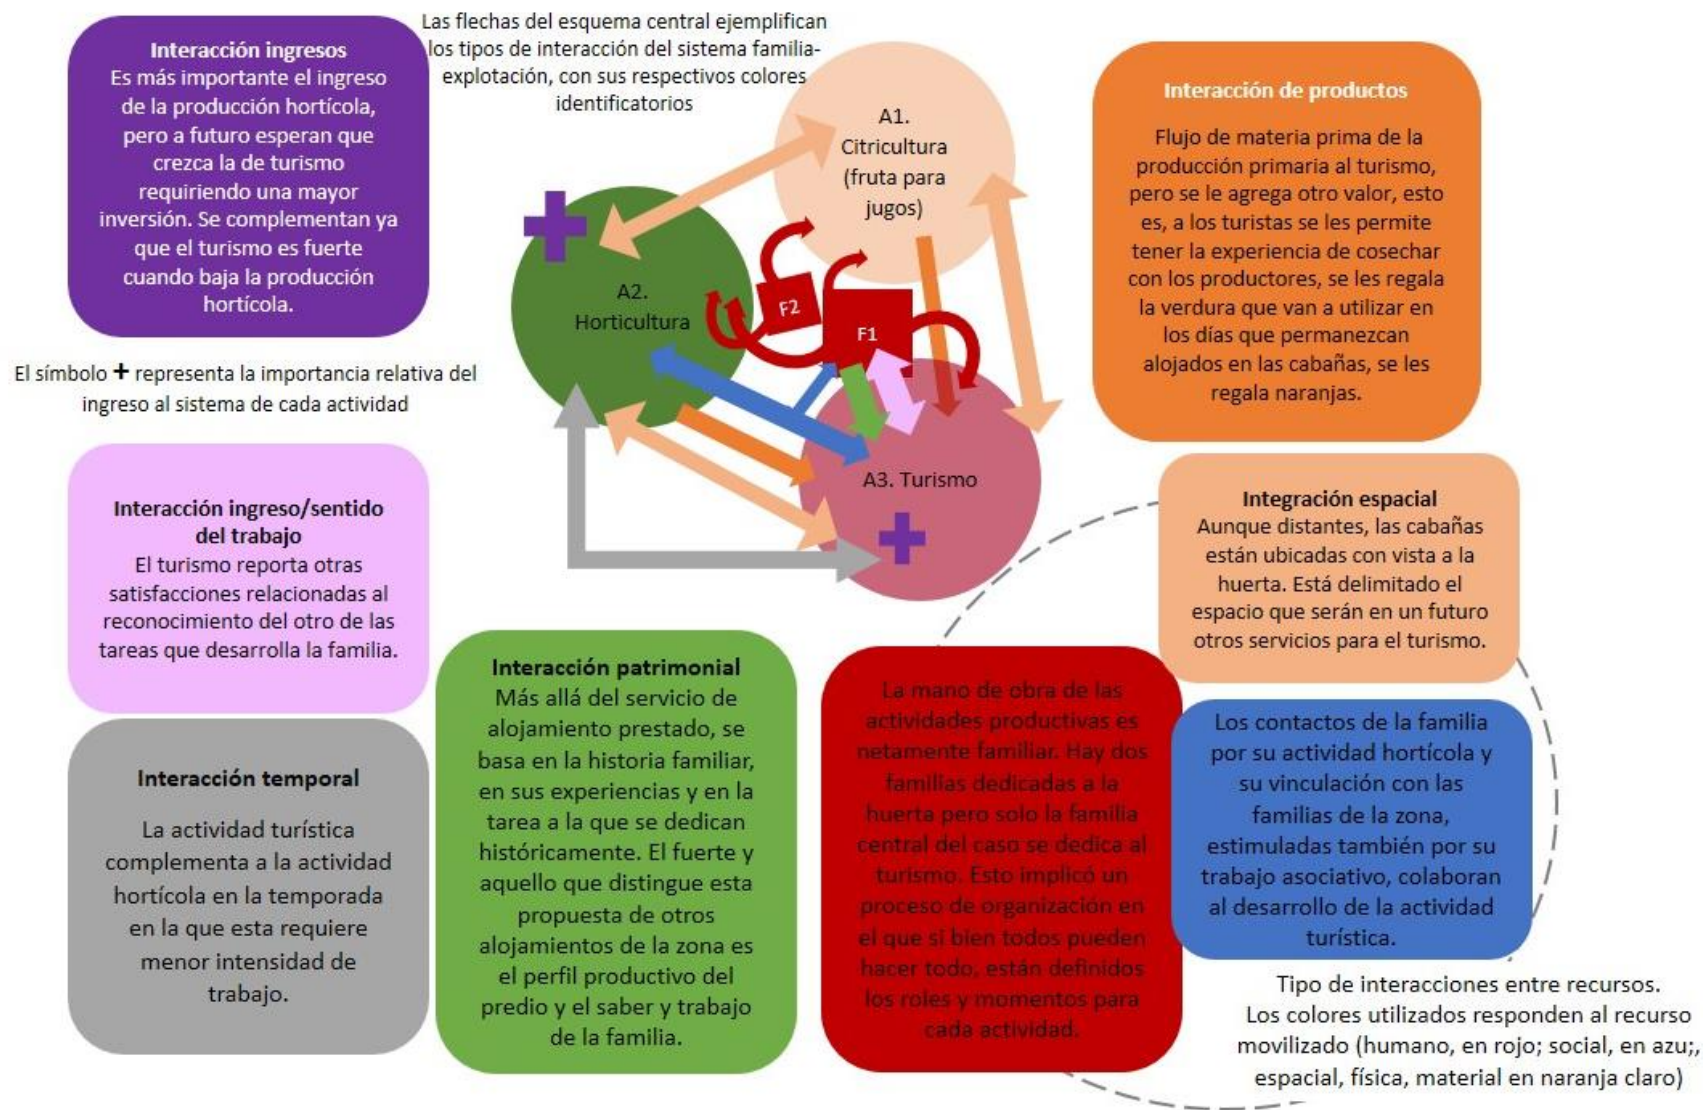 Interacción ingresos
Es más importante el ingreso
de la producción hortícola,
pero a futuro esperan que
crezca la de turismo
requiriendo una mayor
inversión. Se complementan ya
que el turismo es fuerte
cuando baja la producción
hortícola.
Las flechas del esquema central ejemplifican
los tipos de interacción del sistema familia-
explotación, con sus respectivos colores
identificatorios
A1.
Citricultura
(fruta para
jugos)
A2.
Horticultura
F2
F1
A3. Turismo
Interacción de productos
Flujo de materia prima de la
producción primaria al turismo,
pero se le agrega otro valor, esto
es, a los turistas se les permite
tener la experiencia de cosechar
con los productores, se les regala
la verdura que van a utilizar en
los días que permanezcan
alojados en las cabañas, se les
regala naranjas.
El símbolo + representa la importancia relativa del
ingreso al sistema de cada actividad
Interacción ingreso/sentido
del trabajo
El turismo reporta otras
satisfacciones relacionadas al
reconocimiento del otro de las
tareas que desarrolla la familia.
Integración espacial
Aunque distantes, las cabañas
están ubicadas con vista a la
huerta. Está delimitado el
espacio que serán en un futuro
otros servicios para el turismo.
Interacción temporal
La actividad turística
complementa a la actividad
hortícola en la temporada
en la que esta requiere
menor intensidad de
trabajo.
Interacción patrimonial
Más allá del servicio de
alojamiento prestado, se
basa en la historia familiar,
en sus experiencias y en la
tarea a la que se dedican
históricamente. El fuerte y
aquello que distingue esta
propuesta de otros
alojamientos de la zona es
el perfil productivo del
predio y el saber y trabajo
de la familia.
La mano de obra de las
actividades productivas es
netamente familiar. Hay dos
familias dedicadas a la
huerta pero solo la familia
central del caso se dedica al
turismo. Esto implicó un
proceso de organización en
el que si bien todos pueden
hacer todo, están definidos
los roles y momentos para
cada actividad.
Los contactos de la familia
por su actividad hortícola y
su vinculación con las
familias de la zona,
estimuladas también por su
trabajo asociativo, colaboran
al desarrollo de la actividad
turística.
Tipo de interacciones entre recursos.
Los colores utilizados responden al recurso
movilizado (humano, en rojo; social, en azu;,
espacial, física, material en naranja claro)